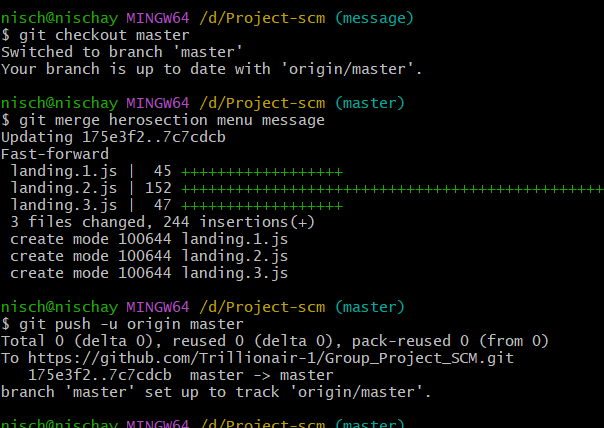 nisch@nischay MINGW64 /d/Project-scm (message)
$ git checkout master
Switched to branch 'master'
Your branch is up to date with 'origin/master'.
nisch@nischay MINGW64 /d/Project-scm (master)
$ git merge herosection menu message
Updating 175e3f2..7c7cdcb
Fast-forward
 landing.1.js |  45 ++++++++++++++++++
 landing.2.js | 152 +++++++++++++++++++++++++++++++++++++++++++++++
 landing.3.js |  47 ++++++++++++++++++
 3 files changed, 244 insertions(+)
 create mode 100644 landing.1.js
 create mode 100644 landing.2.js
 create mode 100644 landing.3.js
nisch@nischay MINGW64 /d/Project-scm (master)
$ git push -u origin master
Total 0 (delta 0), reused 0 (delta 0), pack-reused 0 (from 0)
To https://github.com/Trillionair-1/Group_Project_SCM.git
   175e3f2..7c7cdcb  master -> master
branch 'master' set up to track 'origin/master'.
nisch@nischay MINGW64 /d/Project-scm (master)